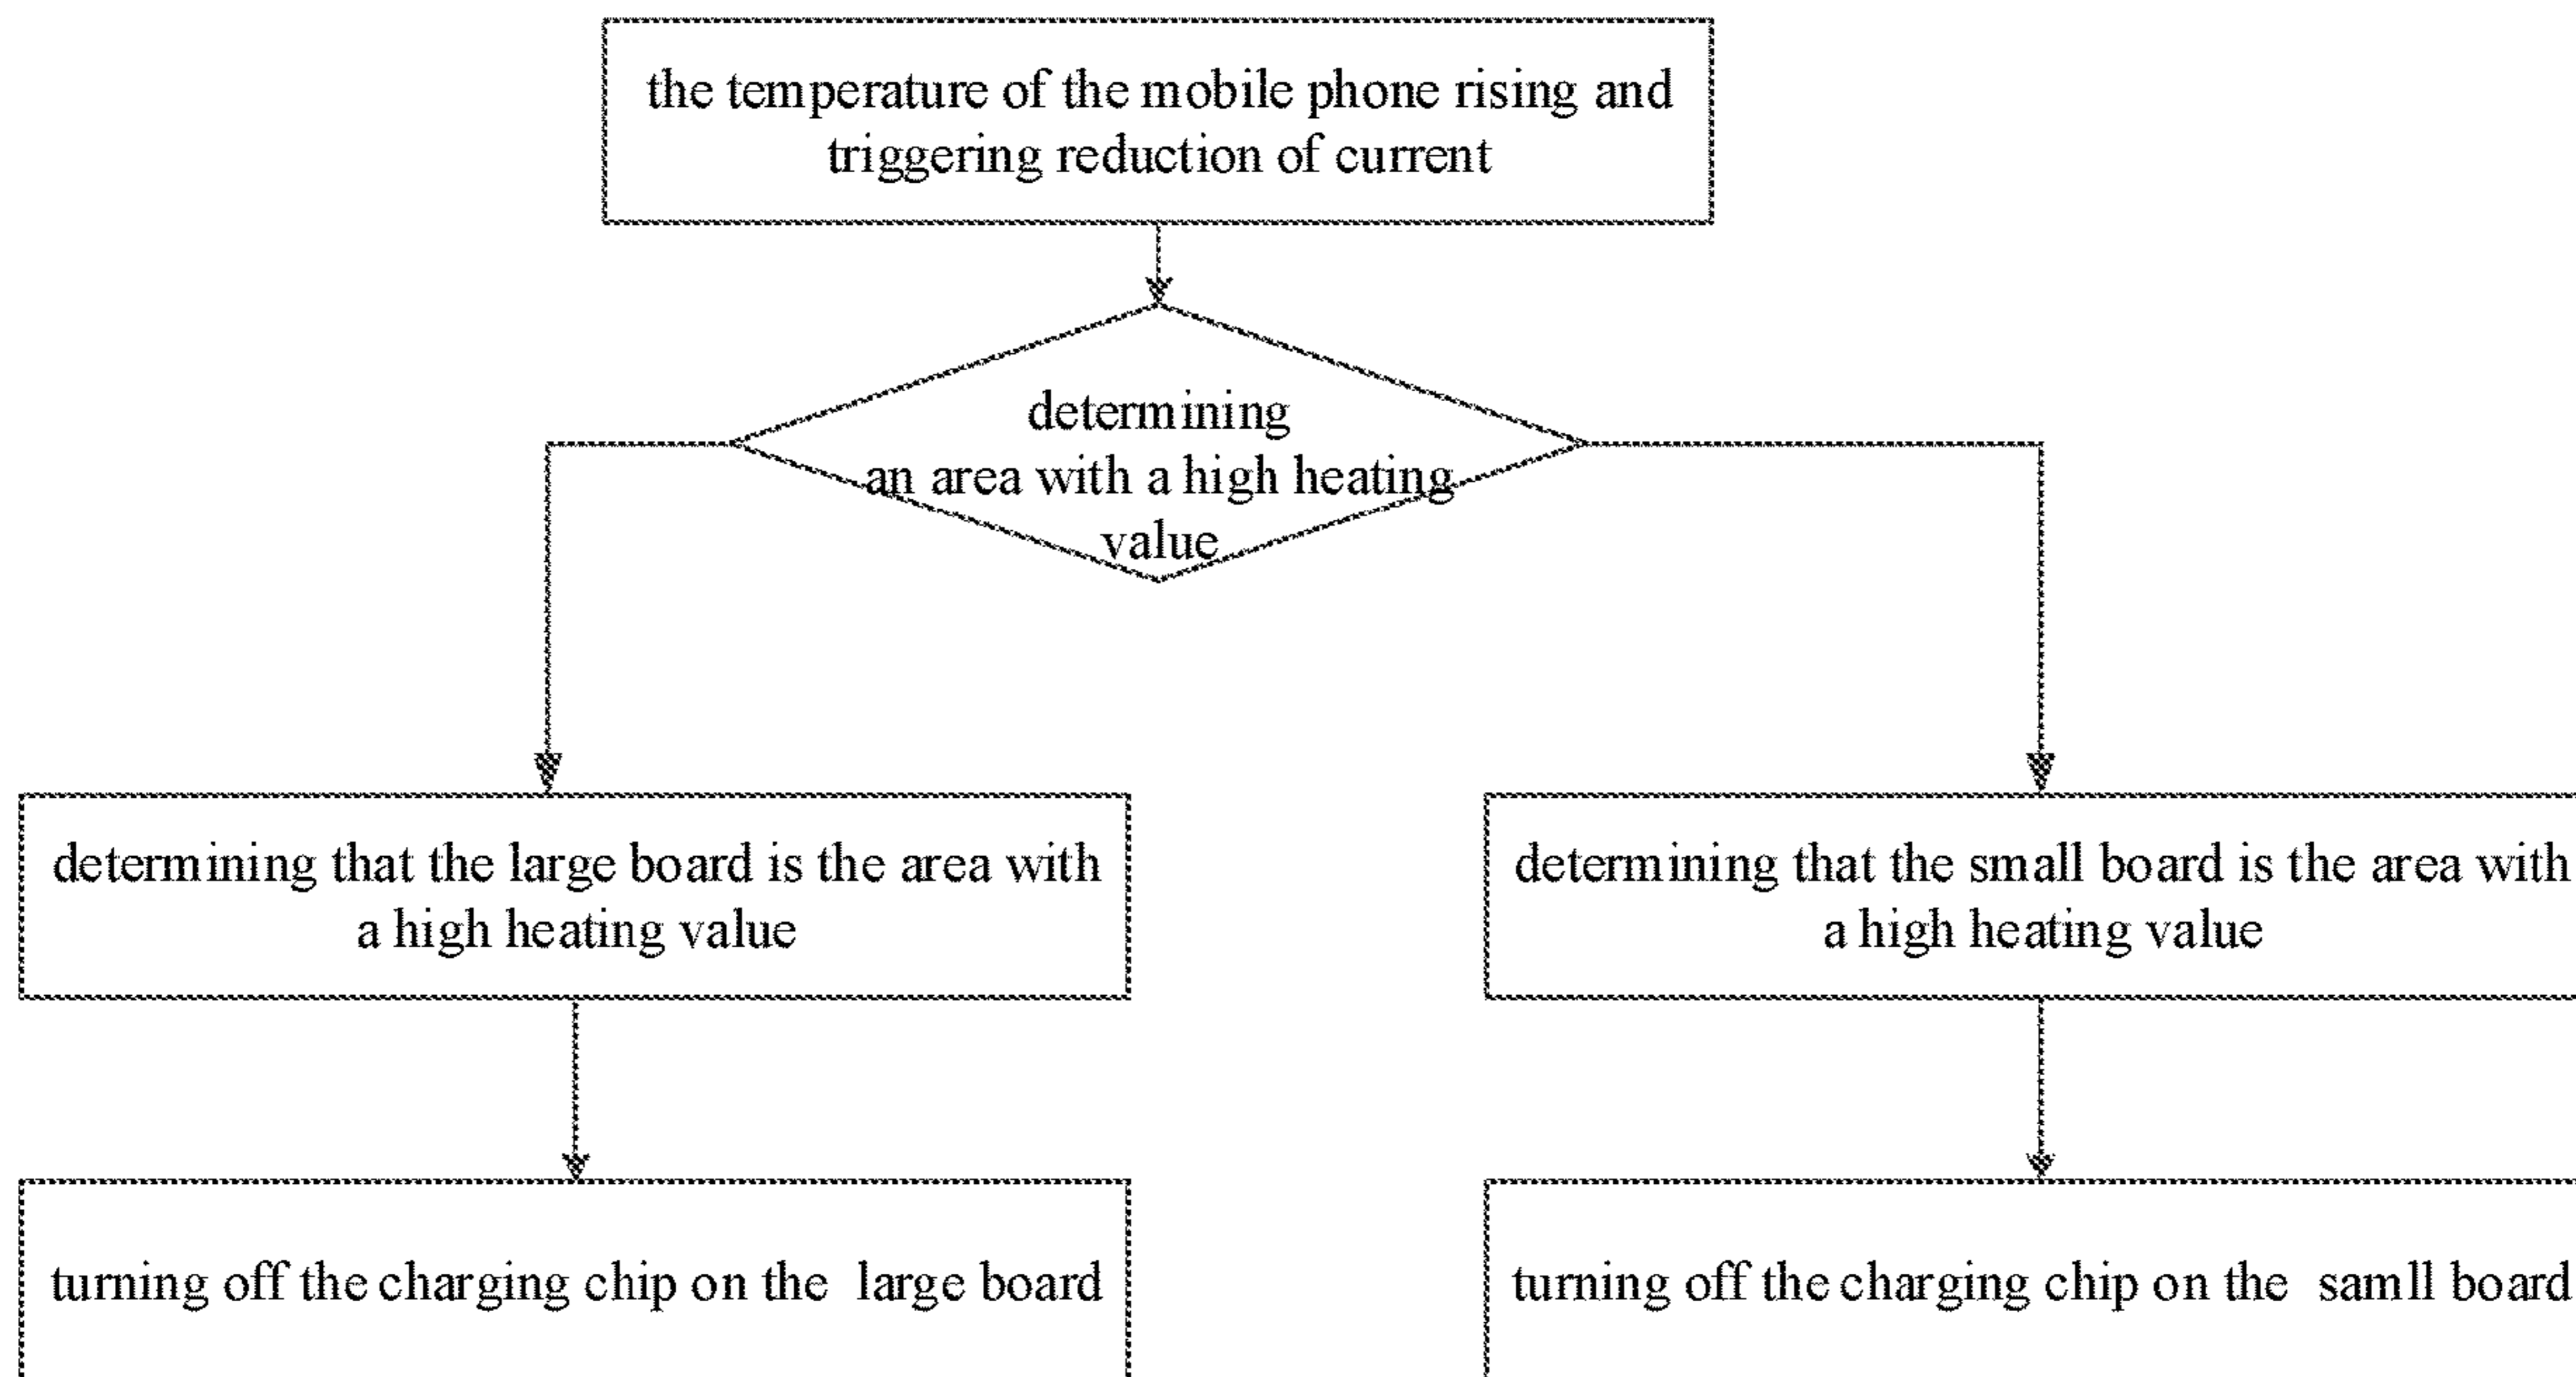 the temperature of the mobile phone rising and
triggering reduction of current
determining
an area with a high heating
value
determining that the large board is the area with
a high heating value
determining that the small board is the area with
a high heating value
turning off the charging chip on the large board
turning off the charging chip on the samll board